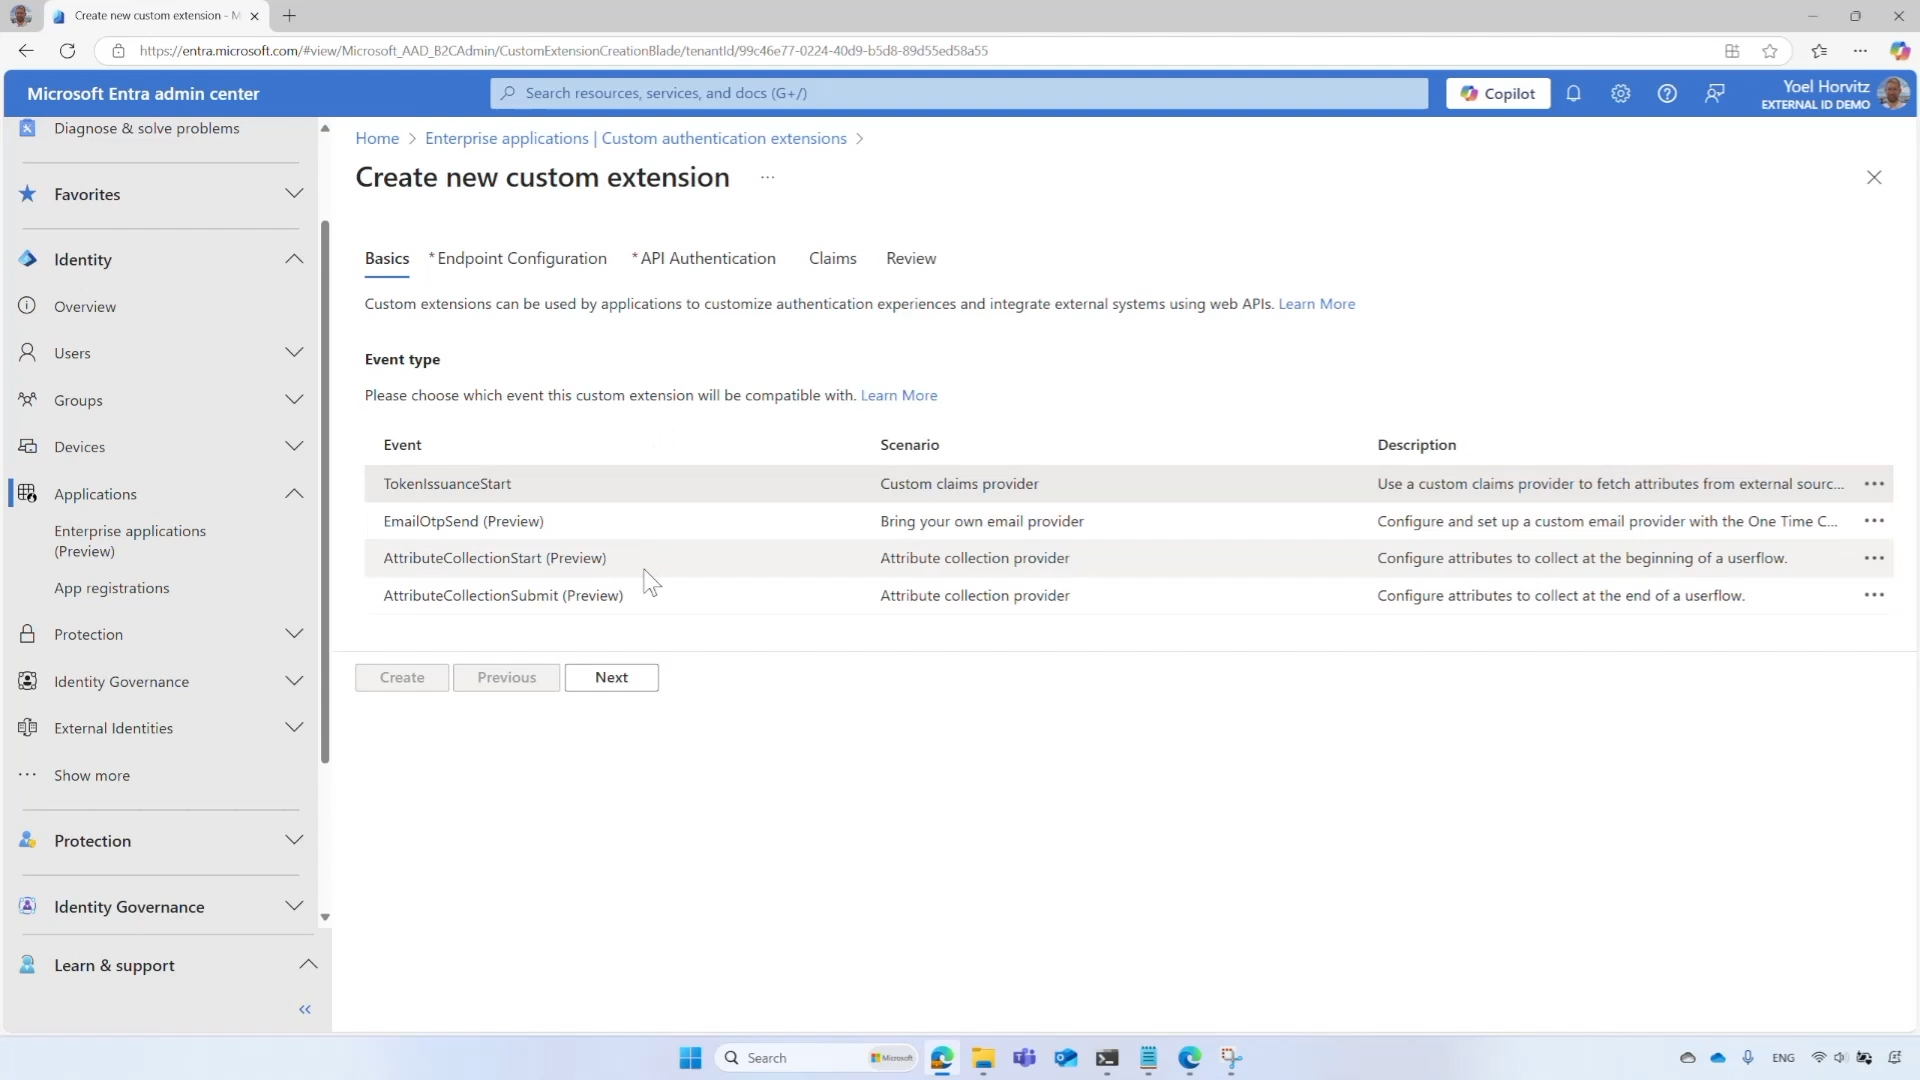 Create new custom extension - M
https://entra.microsoft.com/#view/Microsoft_AAD_B2CAdmin/CustomExtensionCreationBlade/tenantId/99c46e77-0224-40d9-b5d8-89d55ed58a55
Microsoft Entra admin center
Search resources, services, and docs (G+/)
Copilot
Yoel Horvitz
EXTERNAL ID DEMO
Diagnose & solve problems
Favorites
Identity
Overview
Users
Groups
Devices
Applications
Enterprise applications
(Preview)
App registrations
Protection
Identity Governance
External Identities
Show more
Protection
Identity Governance
Learn & support
Home > Enterprise applications | Custom authentication extensions >
Create new custom extension ...
Basics * Endpoint Configuration * API Authentication Claims Review
Custom extensions can be used by applications to customize authentication experiences and integrate external systems using web APIs. Learn More
Event type
Please choose which event this custom extension will be compatible with. Learn More
Event Scenario Description
TokenIssuanceStart Custom claims provider Use a custom claims provider to fetch attributes from external sourc...
EmailOtpSend (Preview) Bring your own email provider Configure and set up a custom email provider with the One Time C...
AttributeCollectionStart (Preview) Attribute collection provider Configure attributes to collect at the beginning of a userflow.
AttributeCollectionSubmit (Preview) Attribute collection provider Configure attributes to collect at the end of a userflow.
Create Previous Next
Search Microsoft ENG